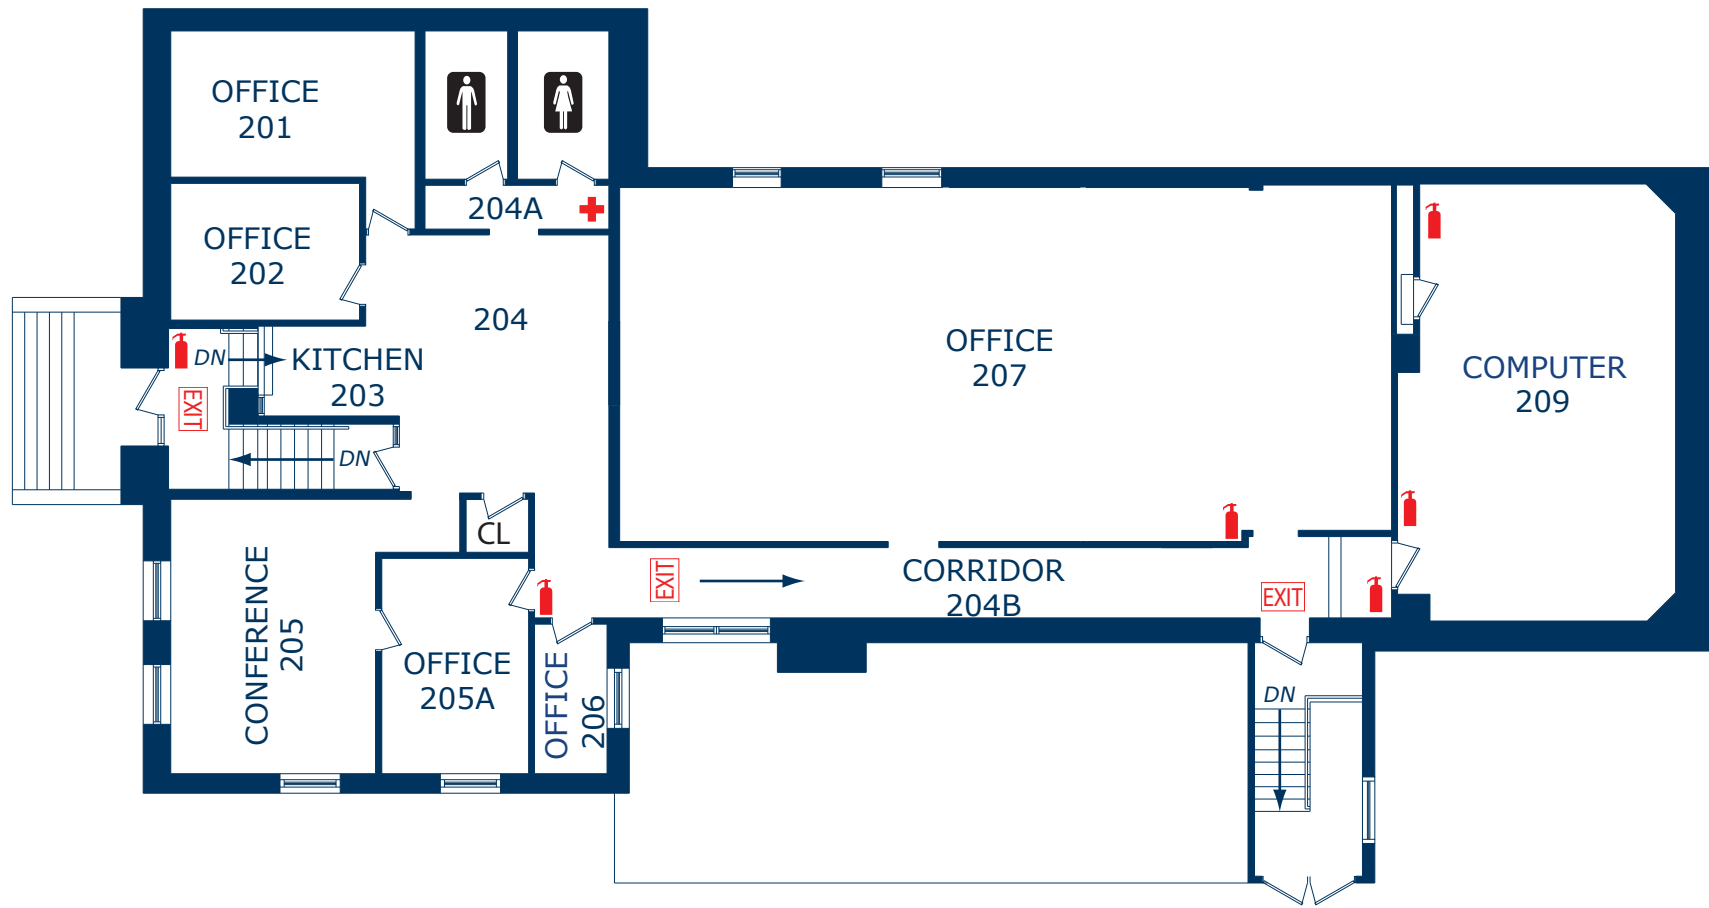 OFFICE
201
204A
OFFICE
202
204
DN
KITCHEN
203
EXIT
DN
OFFICE
207
COMPUTER
209
CL
CONFERENCE
205
OFFICE
205A
OFFICE
206
EXIT
CORRIDOR
204B
EXIT
DN